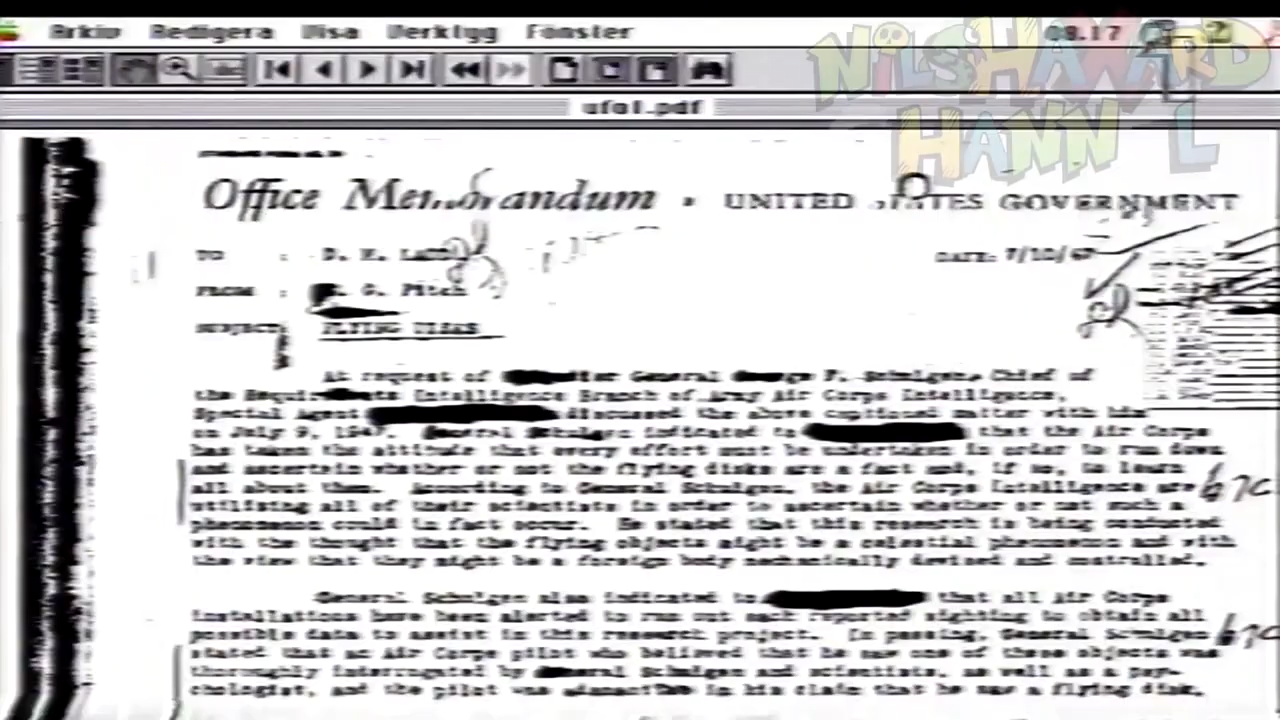 Arkiv Redigera Visa Verktyg Fönster 08.17
NILSHAWARD
HANN L
ufo1.pdf
Office Memorandum • UNITED STATES GOVERNMENT
TO : D. M. LADD
DATE: 7/10/47
FROM : . G. Fitch
SUBJECT
At request of General George F. Schulgen, Chief of
the Intelligence Branch of Army Air Corps Intelligence,
Special Agent discussed the above captioned matter with him
on July 9, 1947. General Schulgen indicated to that the Air Corps
has taken the attitude that every effort must be undertaken in order to run down
and ascertain whether or not the flying disks are a fact and, if so, to learn
all about them. According to General Schulgen, the Air Corps Intelligence are
utilizing all of their scientists in order to ascertain whether or not such a
phenomenon could in fact occur. He stated that this research is being conducted
with the thought that the flying objects might be a celestial phenomenon and with
the view that they might be a foreign body mechanically devised and controlled.
General Schulgen also indicated to that all Air Corps
installations have been alerted to run out each reported sighting to obtain all
possible data to assist in this research project. In passing, General Schulgen
stated that an Air Corps pilot who believed that he saw one of these objects was
thoroughly interrogated by General Schulgen and scientists, as well as a psy-
chologist, and the pilot was in his claim that he saw a flying disk.